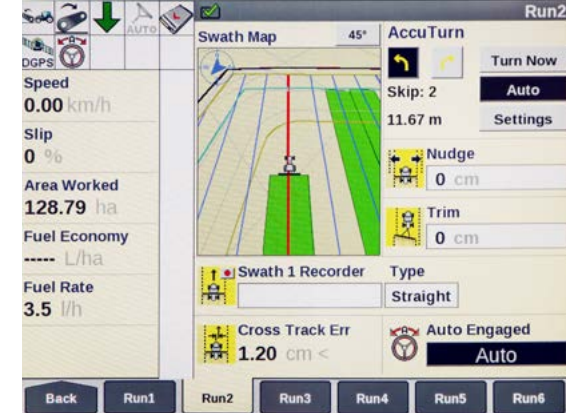 Run2
AUTO
DGPS
Speed
0.00 km/h
Slip
0 %
Area Worked
128.79 ha
Fuel Economy
----- L/ha
Fuel Rate
3.5 l/h
Swath Map
45°
AccuTurn
Turn Now
Skip: 2
Auto
11.67 m
Settings
Nudge
0 cm
Trim
0 cm
Swath 1 Recorder
Type
Straight
Cross Track Err
1.20 cm <
Auto Engaged
Auto
Back
Run1
Run2
Run3
Run4
Run5
Run6